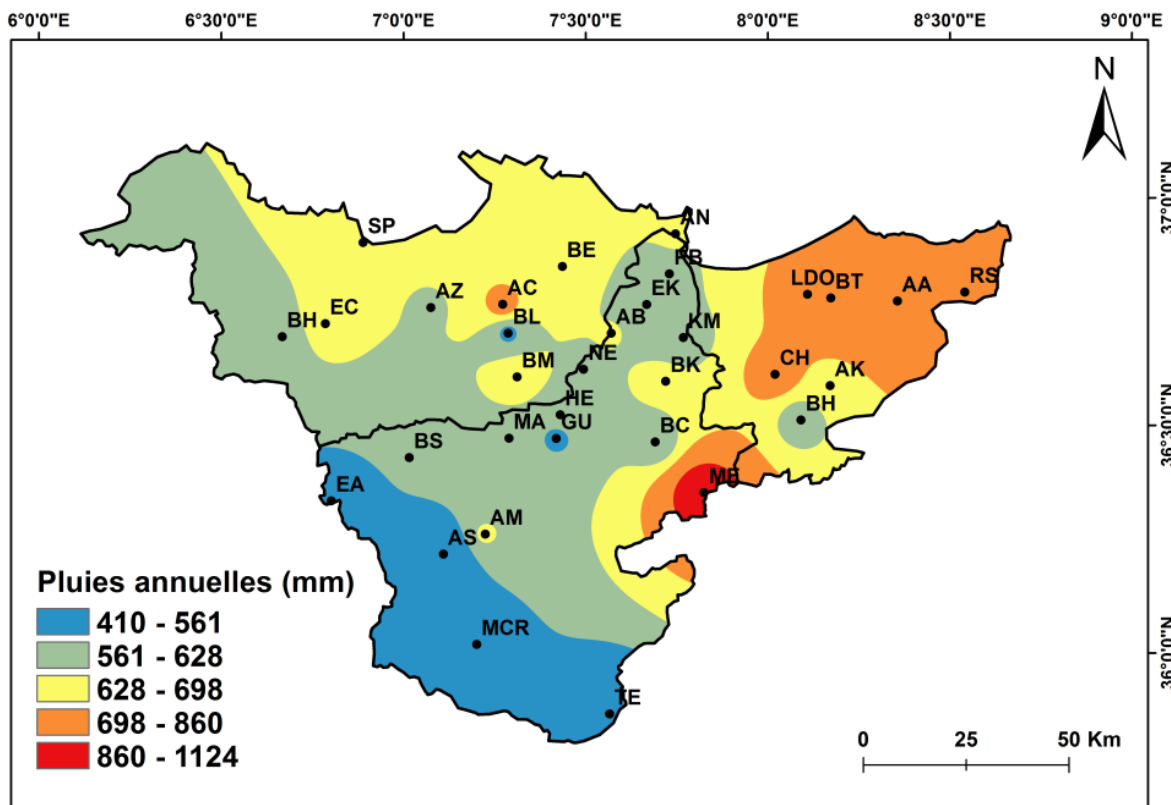 6°0'0"E 6°30'0"E 7°0'0"E 7°30'0"E 8°0'0"E 8°30'0"E 9°0'0"E
N
37°0'0"N
36°30'0"N
36°0'0"N
SP
AN
BE
FB
AZ
AC
EK
LDO
BT
AA
RS
BH
EC
BL
AB
KM
BM
NE
BK
CH
AK
HE
BH
MA
GU
BC
BS
EA
ME
AM
AS
MCR
TE
Pluies annuelles (mm)
410 - 561
561 - 628
628 - 698
698 - 860
860 - 1124
0 25 50 Km